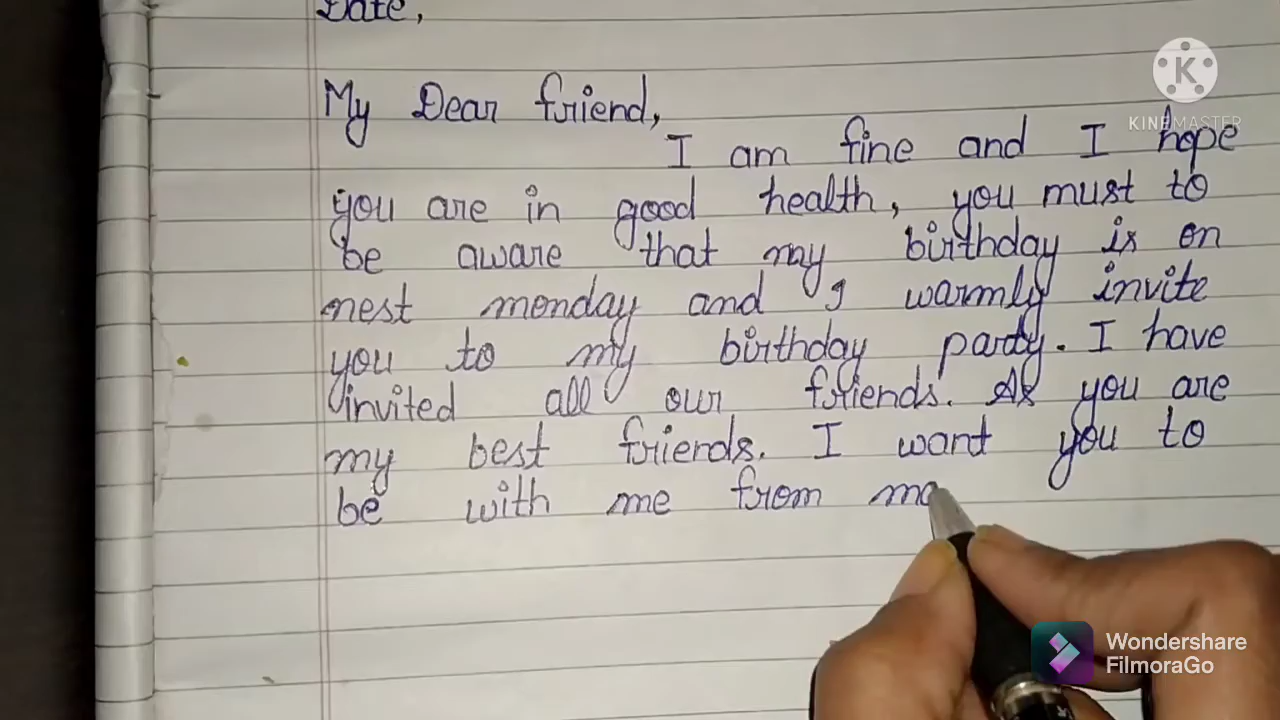 Date,
My Dear friend,
KINEMASTER
I am fine and I hope
you are in good health, you must to
be aware that may birthday is on
nest monday and I warmly invite
you to my birthday party. I have
invited all our friends. As you are
my best friends. I want you to
be with me from mo
Wondershare
FilmoraGo